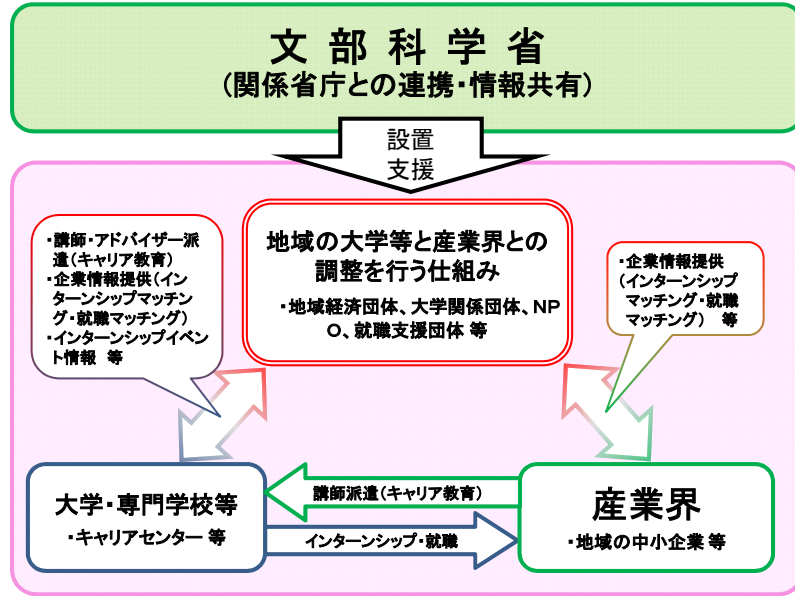 文部科学省
(関係省庁との連携・情報共有)
設置
支援
・講師・アドバイザー派
遣(キャリア教育)
・企業情報提供(イン
ターンシップマッチン
グ・就職マッチング)
・インターンシップイベン
ト情報 等
地域の大学等と産業界との
調整を行う仕組み
・地域経済団体、大学関係団体、NP
O、就職支援団体 等
・企業情報提供
(インターンシップ
マッチング・就職
マッチング) 等
大学・専門学校等
・キャリアセンター 等
講師派遣(キャリア教育)
インターンシップ・就職
産業界
・地域の中小企業 等